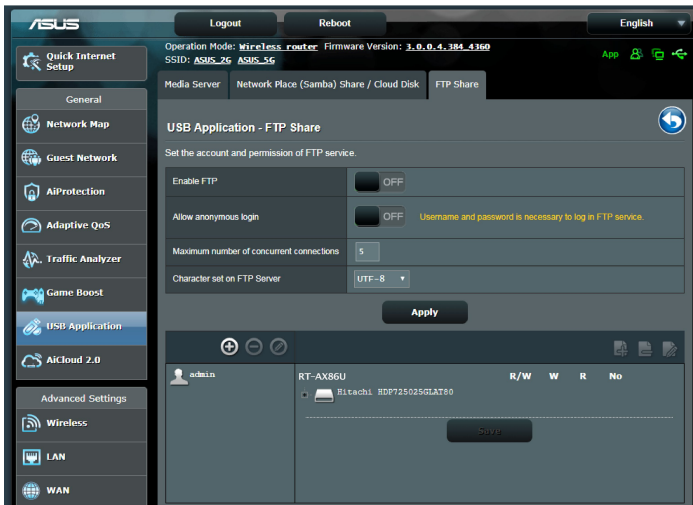 ASUS
Logout
Reboot
English
Operation Mode: Wireless router Firmware Version: 3.0.0.4.384_4360
SSID: ASUS_2G ASUS_5G
App
Quick Internet
Setup
General
Network Map
Guest Network
AiProtection
Adaptive QoS
Traffic Analyzer
Game Boost
USB Application
AiCloud 2.0
Advanced Settings
Wireless
LAN
WAN
Media Server
Network Place (Samba) Share / Cloud Disk
FTP Share
USB Application - FTP Share
Set the account and permission of FTP service.
Enable FTP
OFF
Allow anonymous login
OFF
Username and password is necessary to log in FTP service.
Maximum number of concurrent connections
5
Character set on FTP Server
UTF-8
Apply
admin
RT-AX86U
R/W W R No
Hitachi HDP725025GLAT80
Save